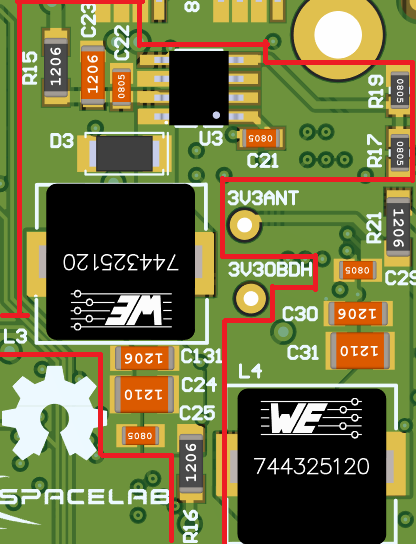 8
C23
C22
R15
1206
1206
0805
R19
0805
U3
D3
0805
C21
R17
0805
3V3ANT
R21
1206
744325120
WE
3V3OBDH
0805
C29
L3
C30
1206
C31
1210
1206
C131
1210
C24
L4
C25
0805
WE
1206
744325120
SPACELAB
R16